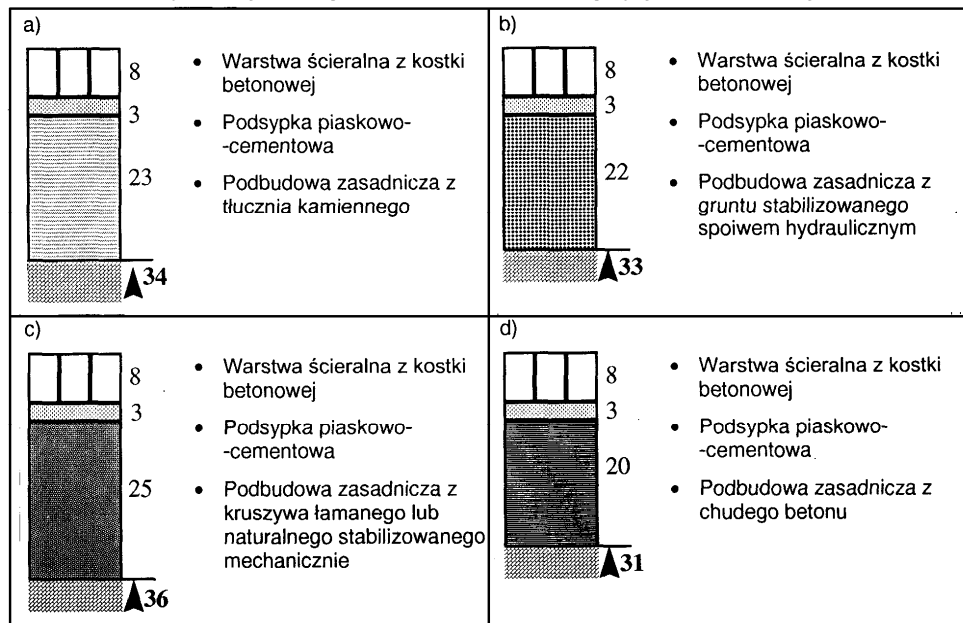 a)
8
3
23
34
• Warstwa ścieralna z kostki
betonowej
• Podsypka piaskowo-
-cementowa
• Podbudowa zasadnicza z
tłucznia kamiennego
b)
8
3
22
33
• Warstwa ścieralna z kostki
betonowej
• Podsypka piaskowo-
-cementowa
• Podbudowa zasadnicza z
gruntu stabilizowanego
spoiwem hydraulicznym
c)
8
3
25
36
• Warstwa ścieralna z kostki
betonowej
• Podsypka piaskowo-
-cementowa
• Podbudowa zasadnicza z
kruszywa łamanego lub
naturalnego stabilizowanego
mechanicznie
d)
8
3
20
31
• Warstwa ścieralna z kostki
betonowej
• Podsypka piaskowo-
-cementowa
• Podbudowa zasadnicza z
chudego betonu